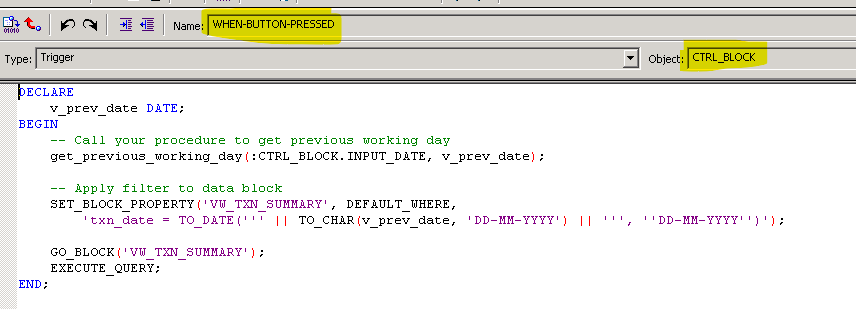 Name: WHEN-BUTTON-PRESSED
Type: Trigger Object: CTRL_BLOCK
DECLARE
    v_prev_date DATE;
BEGIN
    -- Call your procedure to get previous working day
    get_previous_working_day(:CTRL_BLOCK.INPUT_DATE, v_prev_date);
    -- Apply filter to data block
    SET_BLOCK_PROPERTY('VW_TXN_SUMMARY', DEFAULT_WHERE,
        'txn_date = TO_DATE(''' || TO_CHAR(v_prev_date, 'DD-MM-YYYY') || ''', ''DD-MM-YYYY'')');
    GO_BLOCK('VW_TXN_SUMMARY');
    EXECUTE_QUERY;
END;